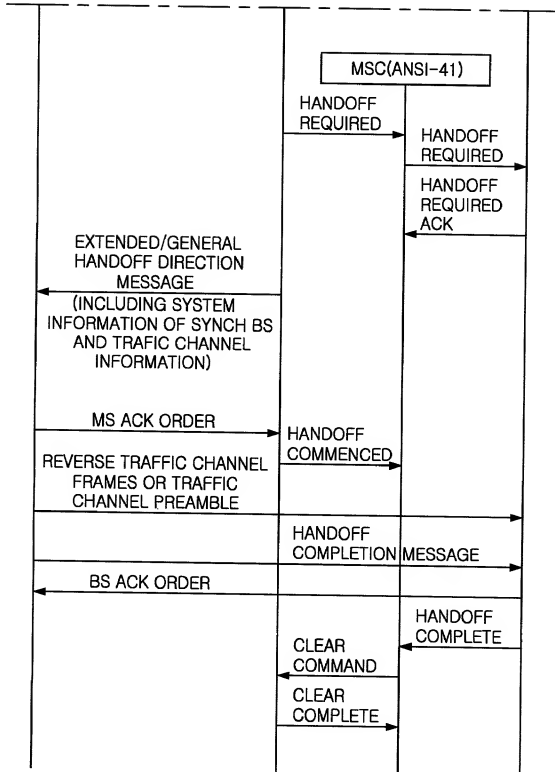 MSC(ANSI-41)
HANDOFF
REQUIRED
HANDOFF
REQUIRED
HANDOFF
REQUIRED
ACK
EXTENDED/GENERAL
HANDOFF DIRECTION
MESSAGE
(INCLUDING SYSTEM
INFORMATION OF SYNCH BS
AND TRAFIC CHANNEL
INFORMATION)
MS ACK ORDER
HANDOFF
COMMENCED
REVERSE TRAFFIC CHANNEL
FRAMES OR TRAFFIC
CHANNEL PREAMBLE
HANDOFF
COMPLETION MESSAGE
BS ACK ORDER
HANDOFF
COMPLETE
CLEAR
COMMAND
CLEAR
COMPLETE